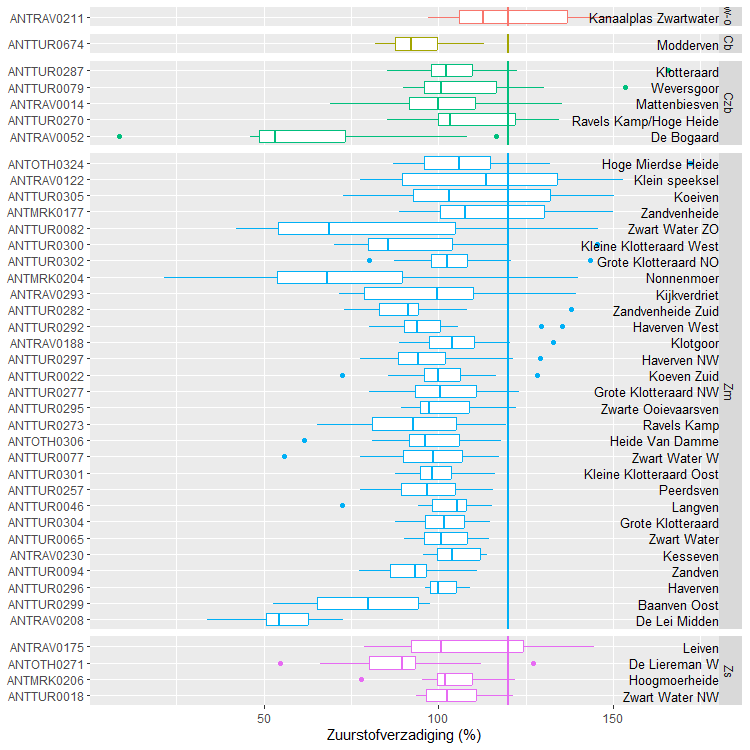 ANTRAV0211 Kanaalplas Zwartwater
ANTTUR0674 Modderven Cb
ANTTUR0287 Klotteraard
ANTTUR0079 Weversgoor
ANTRAV0014 Mattenbiesven Czb
ANTTUR0270 Ravels Kamp/Hoge Heide
ANTRAV0052 De Bogaard
ANTOTH0324 Hoge Mierdse Heide
ANTRAV0122 Klein speeksel
ANTTUR0305 Koeiven
ANTMRK0177 Zandvenheide
ANTTUR0082 Zwart Water ZO
ANTTUR0300 Kleine Klotteraard West
ANTTUR0302 Grote Klotteraard NO
ANTMRK0204 Nonnenmoer
ANTRAV0293 Kijkverdriet
ANTTUR0282 Zandvenheide Zuid
ANTTUR0292 Haverven West
ANTRAV0188 Klotgoor
ANTTUR0297 Haverven NW
ANTTUR0022 Koeven Zuid
ANTTUR0277 Grote Klotteraard NW Zm
ANTTUR0295 Zwarte Ooievaarsven
ANTTUR0273 Ravels Kamp
ANTOTH0306 Heide Van Damme
ANTTUR0077 Zwart Water W
ANTTUR0301 Kleine Klotteraard Oost
ANTTUR0257 Peerdsven
ANTTUR0046 Langven
ANTTUR0304 Grote Klotteraard
ANTTUR0065 Zwart Water
ANTRAV0230 Kesseven
ANTTUR0094 Zandven
ANTTUR0296 Haverven
ANTTUR0299 Baanven Oost
ANTRAV0208 De Lei Midden
ANTRAV0175 Leiven
ANTOTH0271 De Liereman W
ANTMRK0206 Hoogmoerheide Zs
ANTTUR0018 Zwart Water NW
50 100 150
Zuurstofverzadiging (%)